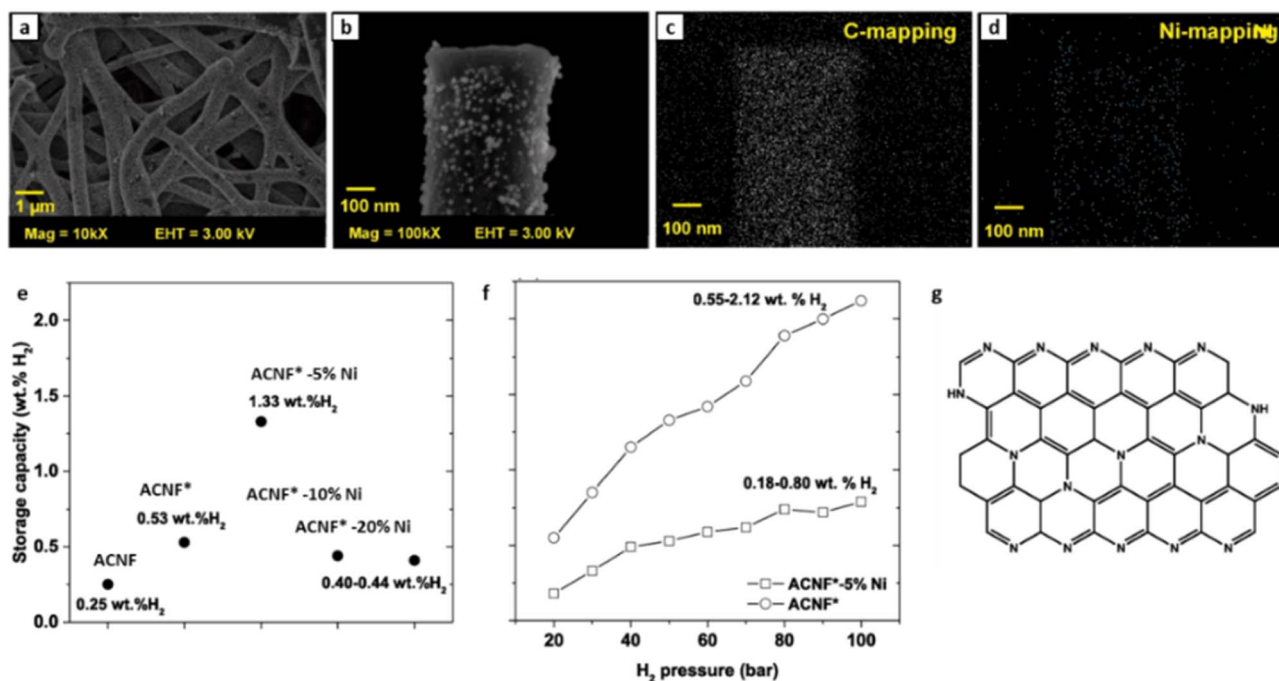 a
1 µm
Mag = 10kX EHT = 3.00 kV
b
100 nm
Mag = 100kX EHT = 3.00 kV
c
C-mapping
100 nm
d
Ni-mapping
100 nm
e
Storage capacity (wt.% H₂)
2.0
1.5
1.0
0.5
0.0
ACNF* -5% Ni
1.33 wt.%H₂
ACNF*
0.53 wt.%H₂
ACNF* -10% Ni
ACNF* -20% Ni
ACNF
0.25 wt.%H₂
0.40-0.44 wt.%H₂
f
0.55-2.12 wt. % H₂
0.18-0.80 wt. % H₂
ACNF*-5% Ni
ACNF*
20 40 60 80 100
H₂ pressure (bar)
g
N N N N N
HN
NH
N
N N
N
N N N N N N